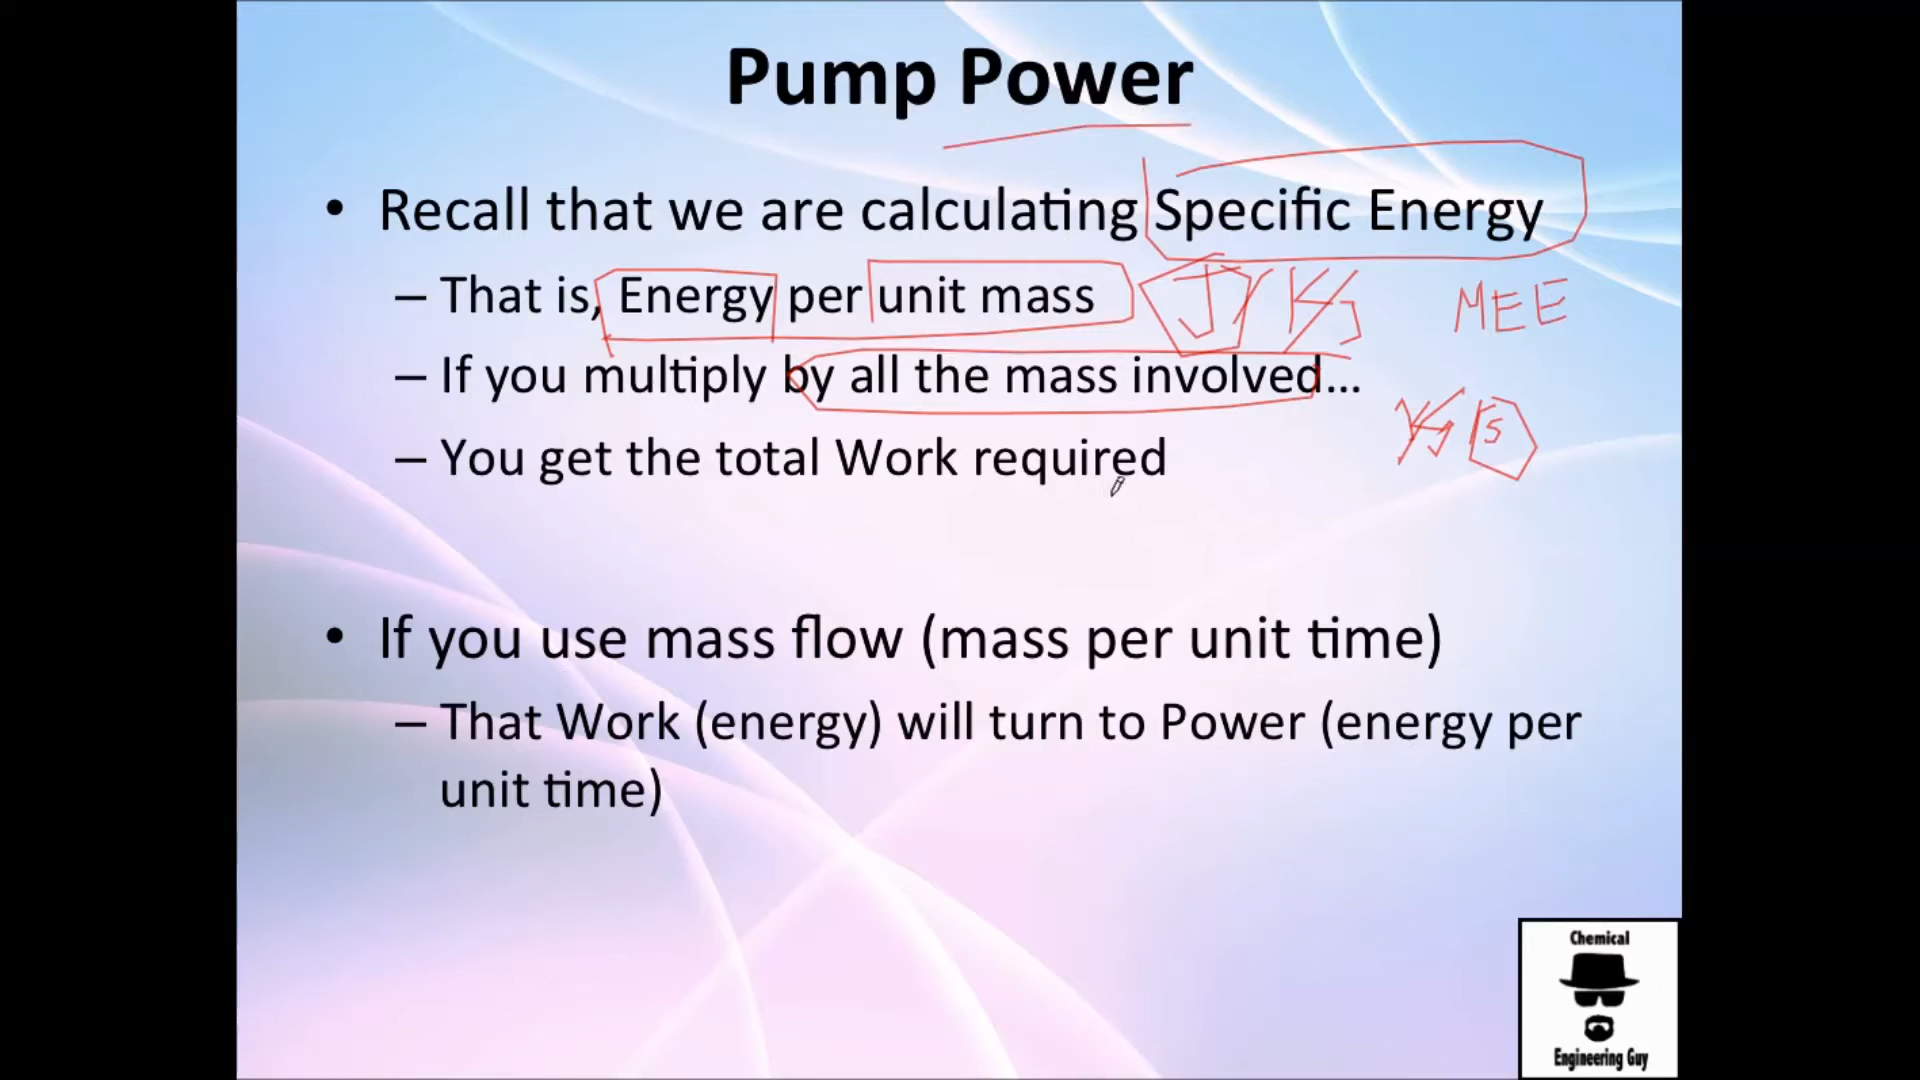 Pump Power
• Recall that we are calculating Specific Energy
– That is, Energy per unit mass J/Kg MEE
– If you multiply by all the mass involved...
Kg/s
– You get the total Work required
• If you use mass flow (mass per unit time)
– That Work (energy) will turn to Power (energy per
unit time)
Chemical
Engineering Guy